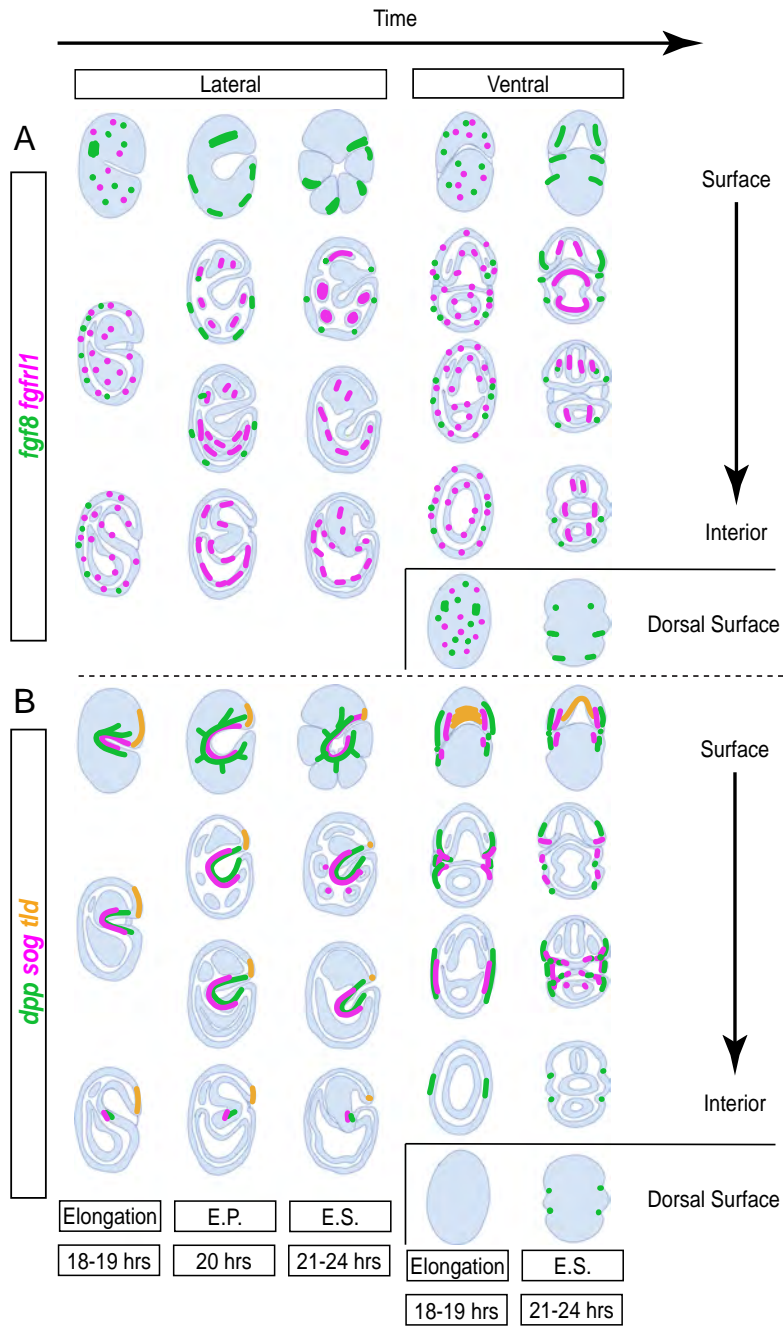 Time
Lateral
Ventral
A
fgf8 fgfrl1
Surface
Interior
Dorsal Surface
B
dpp sog tld
Surface
Interior
Dorsal Surface
Elongation
E.P.
E.S.
18-19 hrs
20 hrs
21-24 hrs
Elongation
E.S.
18-19 hrs
21-24 hrs